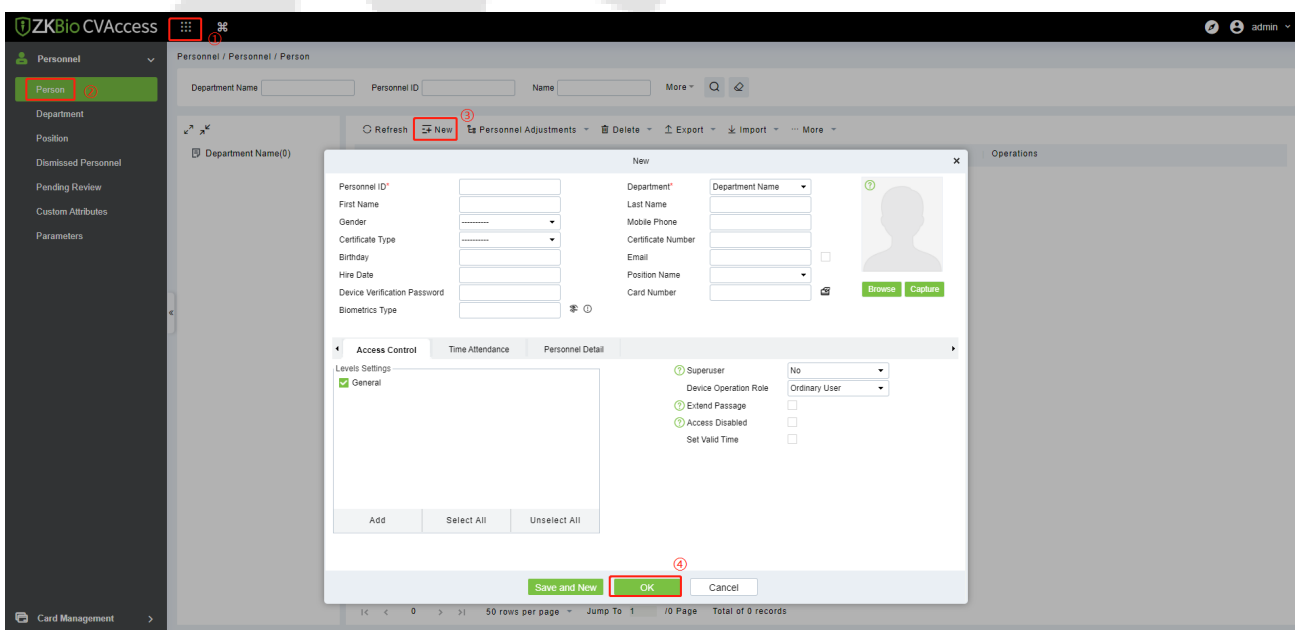 ZKBio CVAccess
①
admin
Personnel
Personnel / Personnel / Person
Person
②
Department Name
Personnel ID
Name
More
Department
Position
Dismissed Personnel
Pending Review
Custom Attributes
Parameters
③
Refresh
New
Personnel Adjustments
Delete
Export
Import
··· More
Department Name(0)
Operations
New
Personnel ID*
Department*
Department Name
First Name
Last Name
Gender
----------
Mobile Phone
Certificate Type
----------
Certificate Number
Birthday
Email
Hire Date
Position Name
Device Verification Password
Card Number
Browse
Capture
Biometrics Type
Access Control
Time Attendance
Personnel Detail
Levels Settings
General
Superuser
No
Device Operation Role
Ordinary User
Extend Passage
Access Disabled
Set Valid Time
Add
Select All
Unselect All
④
Save and New
OK
Cancel
|< < 0 > >| 50 rows per page Jump To 1 /0 Page Total of 0 records
Card Management